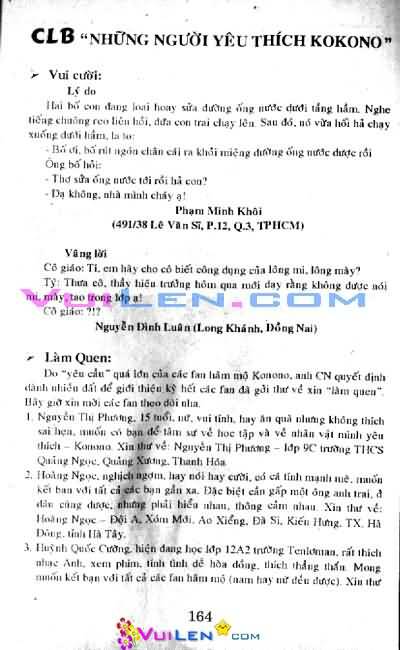 CLB "NHỮNG NGƯỜI YÊU THÍCH KOKONO"
➤ Vui cười:
Lý do
Hai bố con đang loai hoay sửa đường ống nước dưới tầng hầm. Nghe
tiếng chuông reo liên hồi, đứa con trai chạy lên. Sau đó, nó vừa hối hả chạy
xuống dưới hầm, la to:
- Bố ơi, bố rút ngón chân cái ra khỏi miệng đường ống nước được rồi
Ông bố hỏi:
- Thợ sửa ống nước tới rồi hả con?
- Dạ không, nhà mình cháy ạ!
Phạm Minh Khôi
(491/38 Lê Văn Sĩ, P.12, Q.3, TPHCM)
Vâng lời
Cô giáo: Tí, em hãy cho cô biết công dụng của lông mi, lông mày?
Tý: Thưa cô, thầy hiệu trưởng hôm qua mới dạy rằng không được nói
mi, mày, tao trong lớp ạ!
Cô giáo: ?!?
Nguyễn Đình Luân (Long Khánh, Đồng Nai)
➤ Làm Quen:
Do "yêu cầu" quá lớn của các fan hâm mộ Konono, anh CN quyết định
dành nhiều đất để giới thiệu kỳ hết các fan đã gởi thư về xin "làm quen".
Hãy giờ xin mời các fan theo dõi nha.
1. Nguyễn Thị Phương, 15 tuổi, nữ, vui tính, hay ăn quà nhưng không thích
sai hẹn, muốn có bạn để tâm sự về học tập và về nhân vật mình yêu
thích – Konono. Xin thư về: Nguyễn Thị Phương – lớp 9C trường THCS
Quảng Ngọc, Quảng Xương, Thanh Hóa
2. Hoàng Ngọc, nghịch ngợm, hay nói hay cười, có cá tính mạnh mẽ, muốn
kết bạn với tất cả các bạn gần xa. Đặc biệt cần gấp một ông anh trai, ở
đâu cũng được, nhưng phải hiểu nhau, thông cảm nhau. Xin thư về:
Hoàng Ngọc – Đội A, Xóm Mới, Ao Xiểng, Đa Sĩ, Kiến Hưng, TX. Hà
Đông, tỉnh Hà Tây.
3. Huỳnh Quốc Cường, hiện đang học lớp 12A2 trường Tenloman, rất thích
nhạc Anh, xem phim, tính tình dễ hòa đồng, thích thẳng thắn. Mong
muốn kết bạn với tất cả các fan hâm mộ (nam hay nữ đều được). Xin thư
164
VUILEN.COM
VUILEN.COM